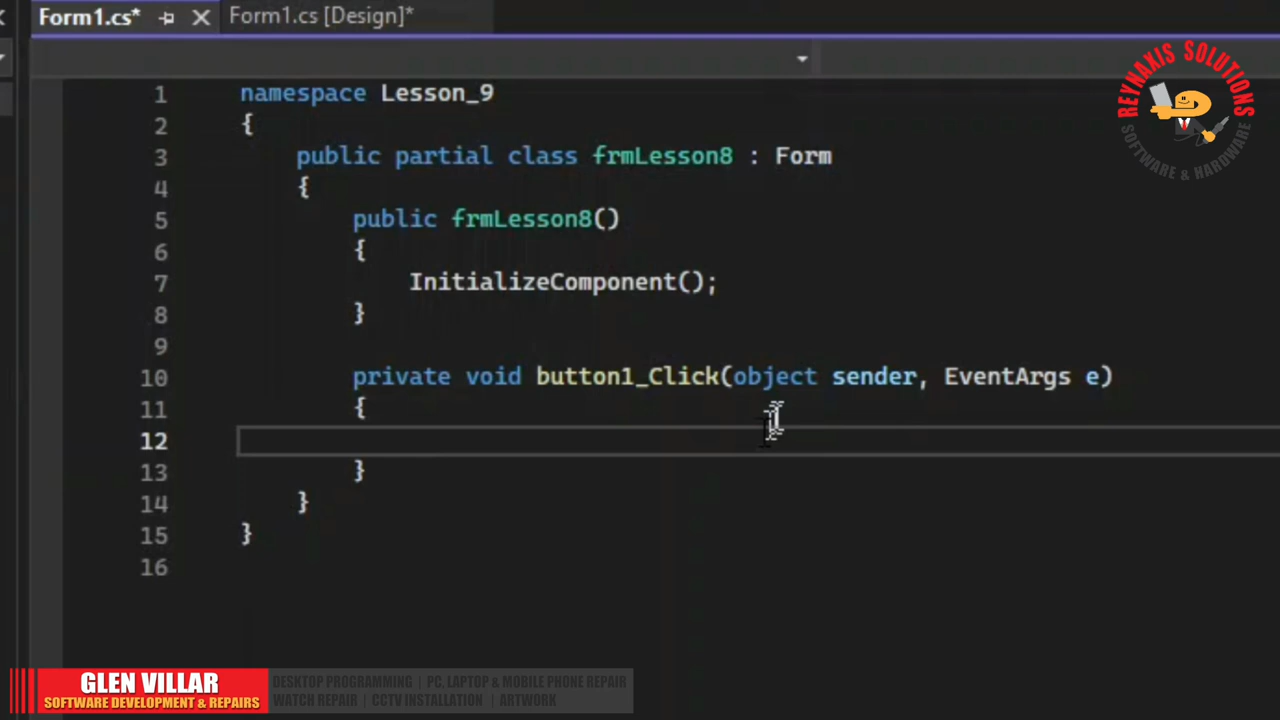 Form1.cs*
Form1.cs [Design]*
1 namespace Lesson_9
2 {
3 public partial class frmLesson8 : Form
4 {
5 public frmLesson8()
6 {
7 InitializeComponent();
8 }
9
10 private void button1_Click(object sender, EventArgs e)
11 {
12
13 }
14 }
15 }
16
REYNAXIS SOLUTIONS
SOFTWARE & HARDWARE
GLEN VILLAR
SOFTWARE DEVELOPMENT & REPAIRS
DESKTOP PROGRAMMING | PC, LAPTOP & MOBILE PHONE REPAIR
WATCH REPAIR | CCTV INSTALLATION | ARTWORK